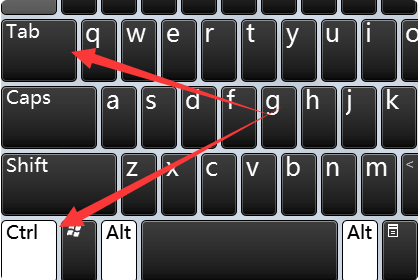 Tab q w e r t y u i o
Caps a s d f g h j k
Shift z x c v b n m <
Ctrl Alt Alt